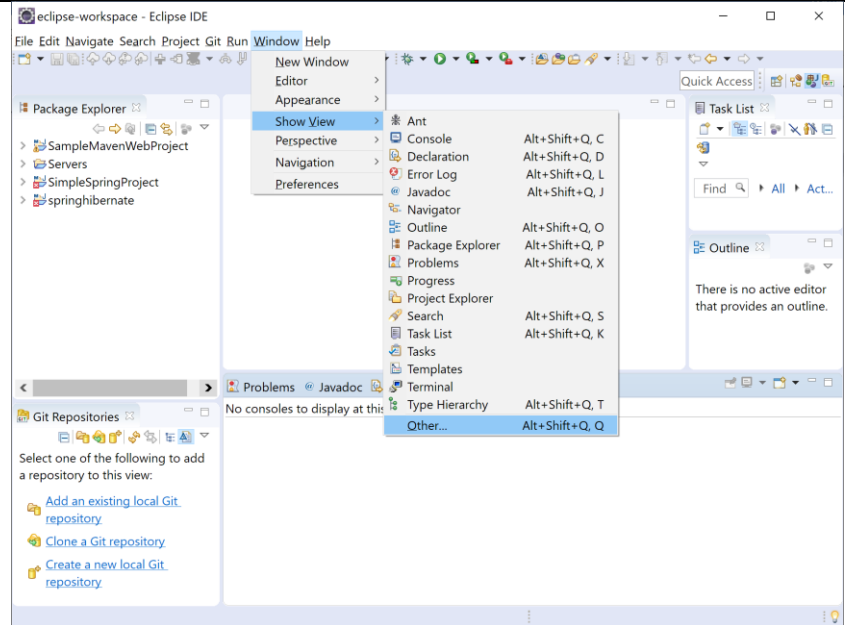 eclipse-workspace - Eclipse IDE
File Edit Navigate Search Project Git Run Window Help
Quick Access
New Window
Editor
Appearance
Show View
Perspective
Navigation
Preferences
Package Explorer
SampleMavenWebProject
Servers
SimpleSpringProject
springhibernate
Ant
Console Alt+Shift+Q, C
Declaration Alt+Shift+Q, D
Error Log Alt+Shift+Q, L
Javadoc Alt+Shift+Q, J
Navigator
Outline Alt+Shift+Q, O
Package Explorer Alt+Shift+Q, P
Problems Alt+Shift+Q, X
Progress
Project Explorer
Search Alt+Shift+Q, S
Task List Alt+Shift+Q, K
Tasks
Templates
Terminal
Type Hierarchy Alt+Shift+Q, T
Other... Alt+Shift+Q, Q
Task List
Find All Act...
Outline
There is no active editor
that provides an outline.
Problems @ Javadoc
No consoles to display at this
Git Repositories
Select one of the following to add
a repository to this view:
Add an existing local Git
repository
Clone a Git repository
Create a new local Git
repository